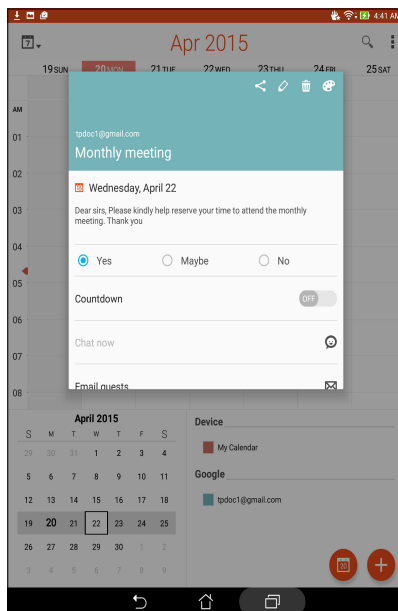 4:41 AM
7
Apr 2015
19 SUN 20 MON 21 TUE 22 WED 23 THU 24 FRI 25 SAT
AM
01
02
03
04
05
06
07
08
tpdoc1@gmail.com
Monthly meeting
Wednesday, April 22
Dear sirs, Please kindly help reserve your time to attend the monthly
meeting. Thank you
Yes Maybe No
Countdown OFF
Chat now
Email guests
April 2015
S M T W T F S
29 30 31 1 2 3 4
5 6 7 8 9 10 11
12 13 14 15 16 17 18
19 20 21 22 23 24 25
26 27 28 29 30 1 2
3 4 5 6 7 8 9
Device
My Calendar
Google
tpdoc1@gmail.com
20